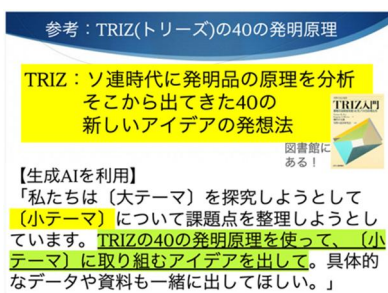 参考：TRIZ(トリーズ)の40の発明原理
TRIZ：ソ連時代に発明品の原理を分析
そこから出てきた40の
新しいアイデアの発想法
図書館に
ある！
TRIZ入門
【生成AIを利用】
「私たちは〔大テーマ〕を探究しようとして
〔小テーマ〕について課題点を整理しようとし
ています。TRIZの40の発明原理を使って、〔小
テーマ〕に取り組むアイデアを出して。具体的
なデータや資料も一緒に出してほしい。」